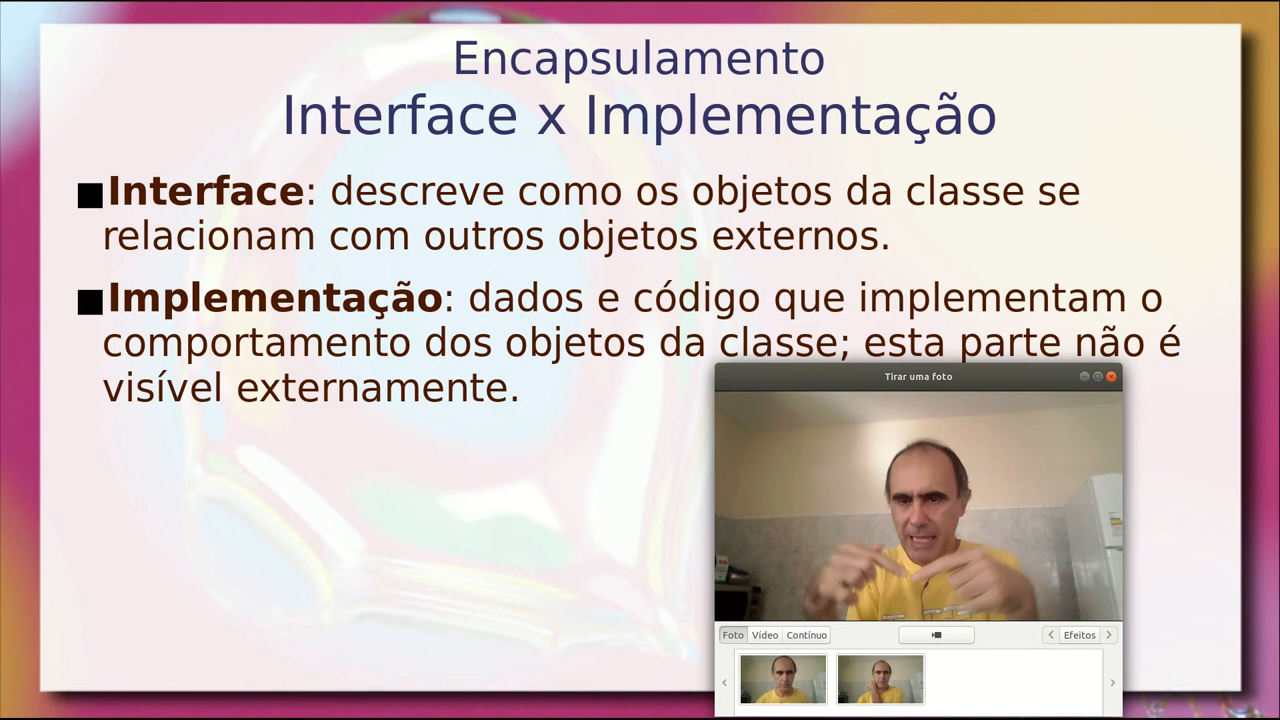 Encapsulamento
Interface x Implementação
■Interface: descreve como os objetos da classe se
relacionam com outros objetos externos.
■Implementação: dados e código que implementam o
comportamento dos objetos da classe; esta parte não é
visível externamente.
Tirar uma foto
Foto Vídeo Contínuo Efeitos